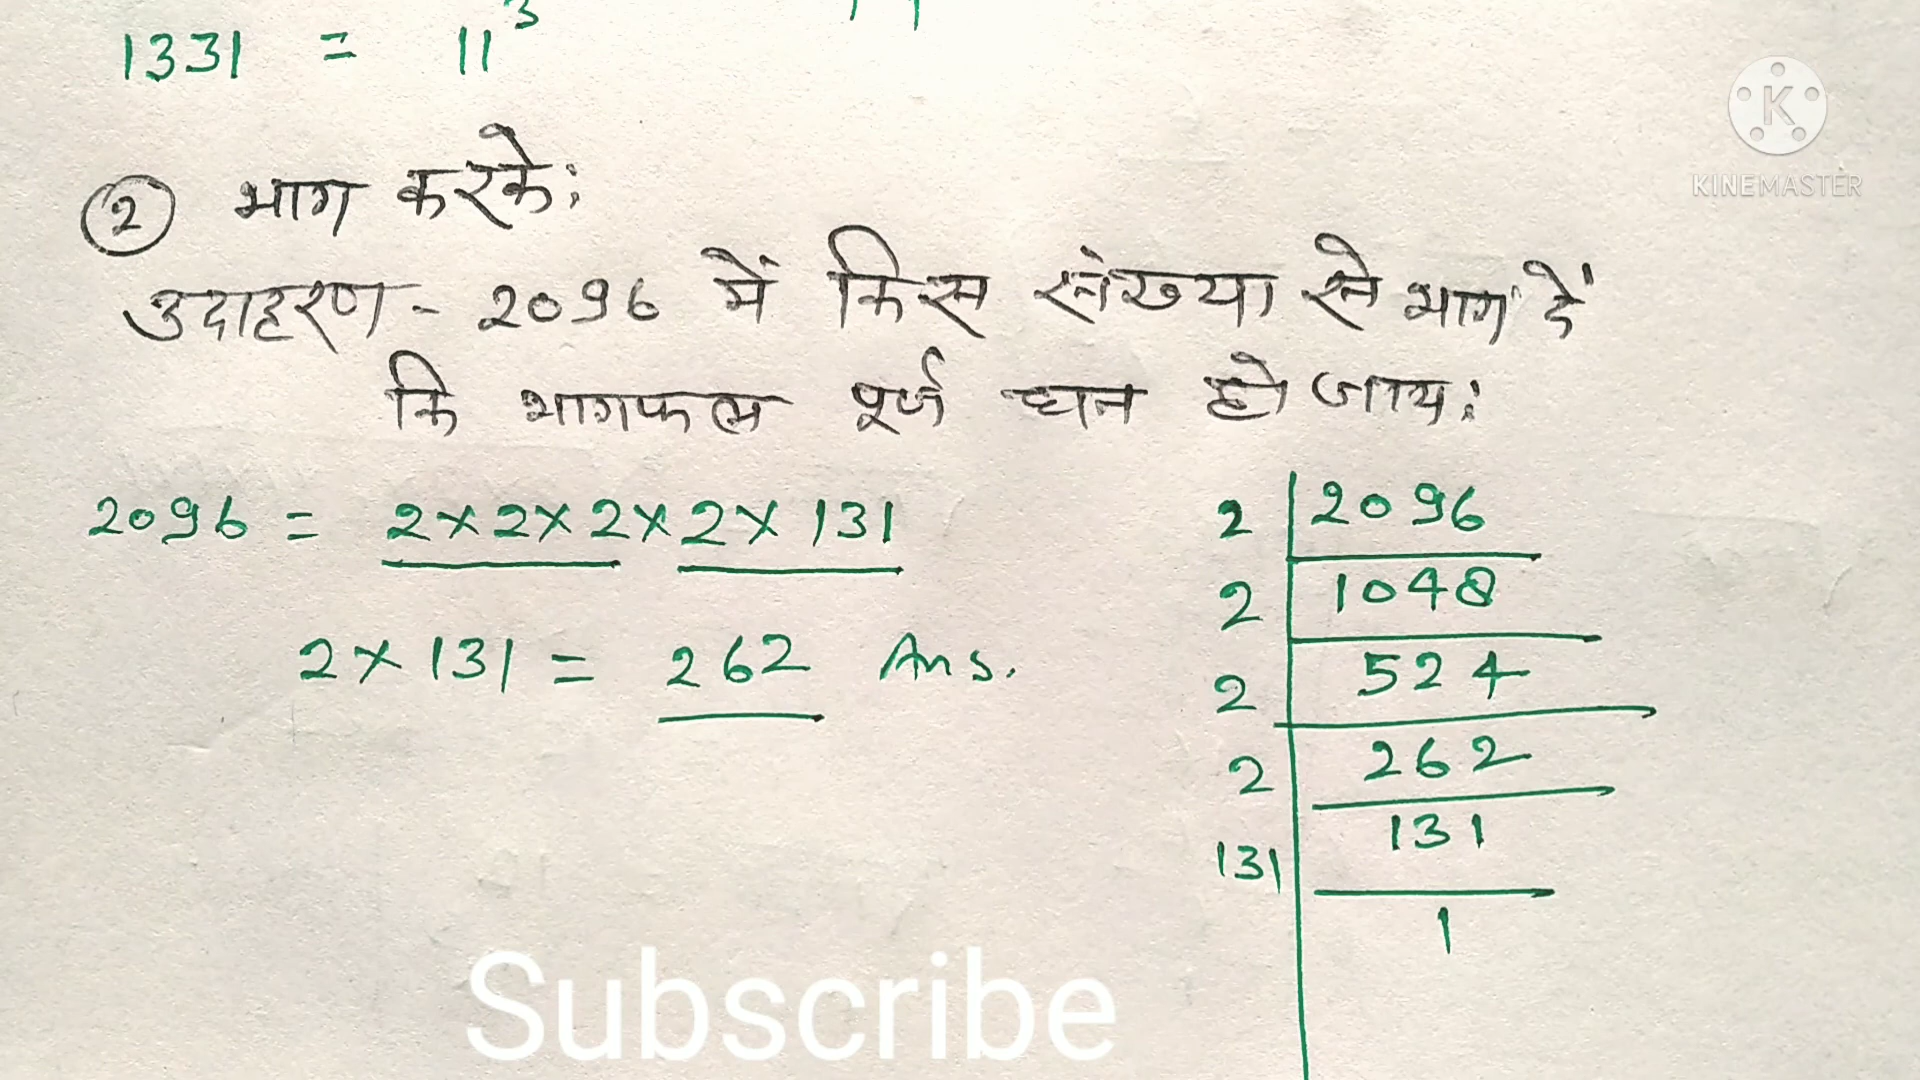 1331 = 11³
② भाग करके:
उदाहरण - 2096 में किस संख्या से भाग दें
कि भागफल पूर्ण घन हो जाय:
2096 = 2×2×2×2×131
2×131 = 262 Ans.
2 | 2096
2 | 1048
2 | 524
2 | 262
131 | 131
1
KINEMASTER
Subscribe